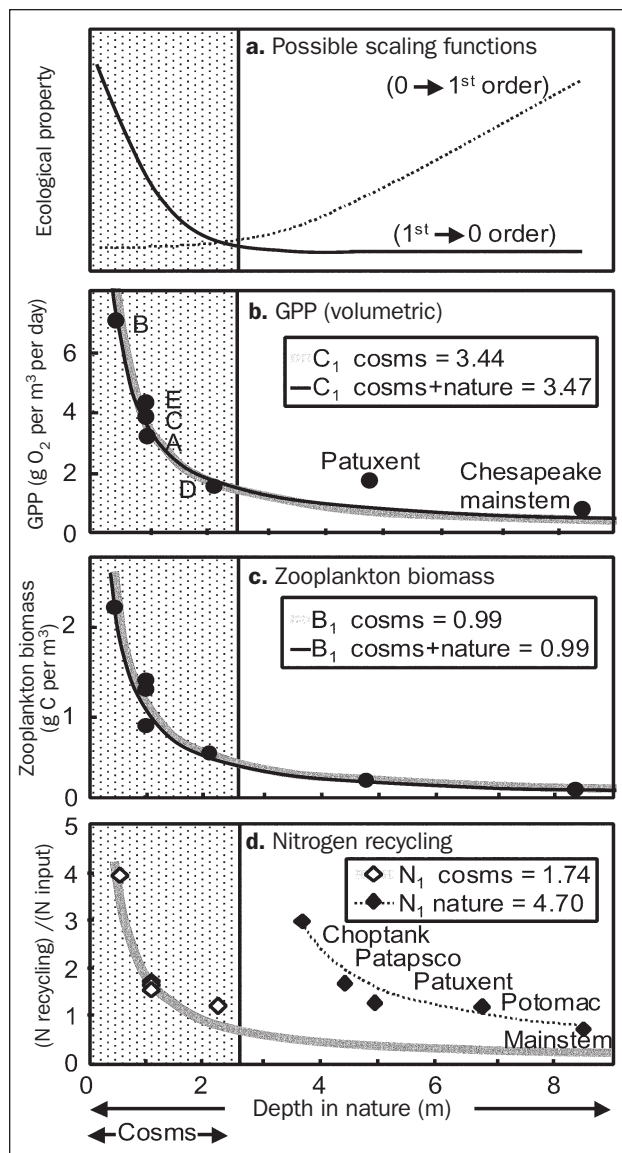 a. Possible scaling functions
(0 → 1st order)
(1st → 0 order)
Ecological property
b. GPP (volumetric)
C1 cosms = 3.44
C1 cosms+nature = 3.47
B
E
C
A
D
Patuxent
Chesapeake
mainstem
GPP (g O2 per m3 per day)
6
4
2
0
c. Zooplankton biomass
B1 cosms = 0.99
B1 cosms+nature = 0.99
Zooplankton biomass
(g C per m3)
2
1
0
d. Nitrogen recycling
N1 cosms = 1.74
N1 nature = 4.70
Choptank
Patapsco
Patuxent
Potomac
Mainstem
(N recycling) / (N input)
5
4
3
2
1
0
0 2 4 6 8
Depth in nature (m)
Cosms